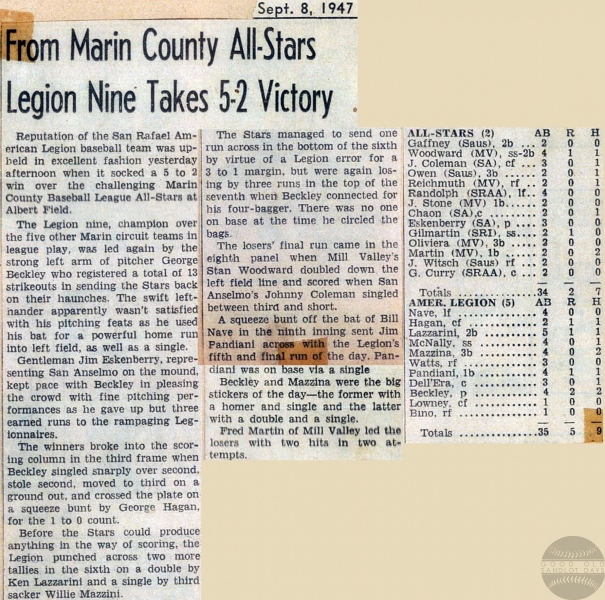 Sept. 8, 1947
From Marin County All-Stars
Legion Nine Takes 5-2 Victory
Reputation of the San Rafael Am-
erican Legion baseball team was up-
held in excellent fashion yesterday
afternoon when it socked a 5 to 2
win over the challenging Marin
County Baseball League All-Stars at
Albert Field.
The Legion nine, champion over
the five other Marin circuit teams in
league play, was led again by the
strong left arm of pitcher George
Beckley who registered a total of 13
strikeouts in sending the Stars back
on their haunches. The swift left-
hander apparently wasn't satisfied
with his pitching feats as he used
his bat for a powerful home run
into left field, as well as a single.
Gentleman Jim Eskenberry, repre-
senting San Anselmo on the mound,
kept pace with Beckley in pleasing
the crowd with fine pitching per-
formances as he gave up but three
earned runs to the rampaging Leg-
ionnaires.
The winners broke into the scor-
ing column in the third frame when
Beckley singled sharply over second,
stole second, moved to third on a
ground out, and crossed the plate on
a squeeze bunt by George Hagan,
for the 1 to 0 count.
Before the Stars could produce
anything in the way of scoring, the
Legion punched across two more
tallies in the sixth on a double by
Ken Lazzarini and a single by third
sacker Willie Mazzini.
The Stars managed to send one
run across in the bottom of the sixth
by virtue of a Legion error for a
3 to 1 margin, but were again los-
ing by three runs in the top of the
seventh when Beckley connected for
his four-bagger. There was no one
on base at the time he circled the
bags.
The losers' final run came in the
eighth panel when Mill Valley's
Stan Woodward doubled down the
left field line and scored when San
Anselmo's Johnny Coleman singled
between third and short.
A squeeze bunt off the bat of Bill
Nave in the ninth inning sent Jim
Pandiani across with the Legion's
fifth and final run of the day. Pan-
diani was on base via a single
Beckley and Mazzina were the big
stickers of the day—the former with
a homer and single and the latter
with a double and a single.
Fred Martin of Mill Valley led the
losers with two hits in two at-
tempts.
ALL-STARS (2) AB R H
Gaffney (Saus), 2b .. 2 0 0
Woodward (MV), ss-2b 4 1 1
J. Coleman (SA), cf .. 3 0 1
Owen (Saus), 3b ...... 2 0 1
Reichmuth (MV), rf .. 2 0 0
Randolph (SRAA), lf.. 4 0 0
J. Stone (MV) 1b...... 2 0 0
Chaon (SA),c ........ 2 0 1
Eskenberry (SA), p .. 3 0 0
Gilmartin (SRI), ss .. 2 1 0
Oliviera (MV), 3b .... 2 0 0
Martin (MV), 1b ...... 2 0 2
J. Witsch (Saus) rf .. 2 0 0
G. Curry (SRAA), c .. 2 0 0
Totals .............. 34 2 7
AMER. LEGION (5) AB R H
Nave, lf ............ 4 0 0
Hagan, cf ............ 2 1 1
Lazzarini, 2b ........ 5 1 1
McNally, ss .......... 4 0 1
Mazzina, 3b .......... 4 0 2
Watts, rf ............ 3 0 0
Pandiani, 1b ........ 4 1 1
Dell'Era, c .......... 3 0 1
Beckley, p .......... 4 2 2
Lowney, cf .......... 1 0 0
Bino, rf ............ 1 0 0
Totals .............. 35 5 9
GOOD OLD
SANDLOT DAYS